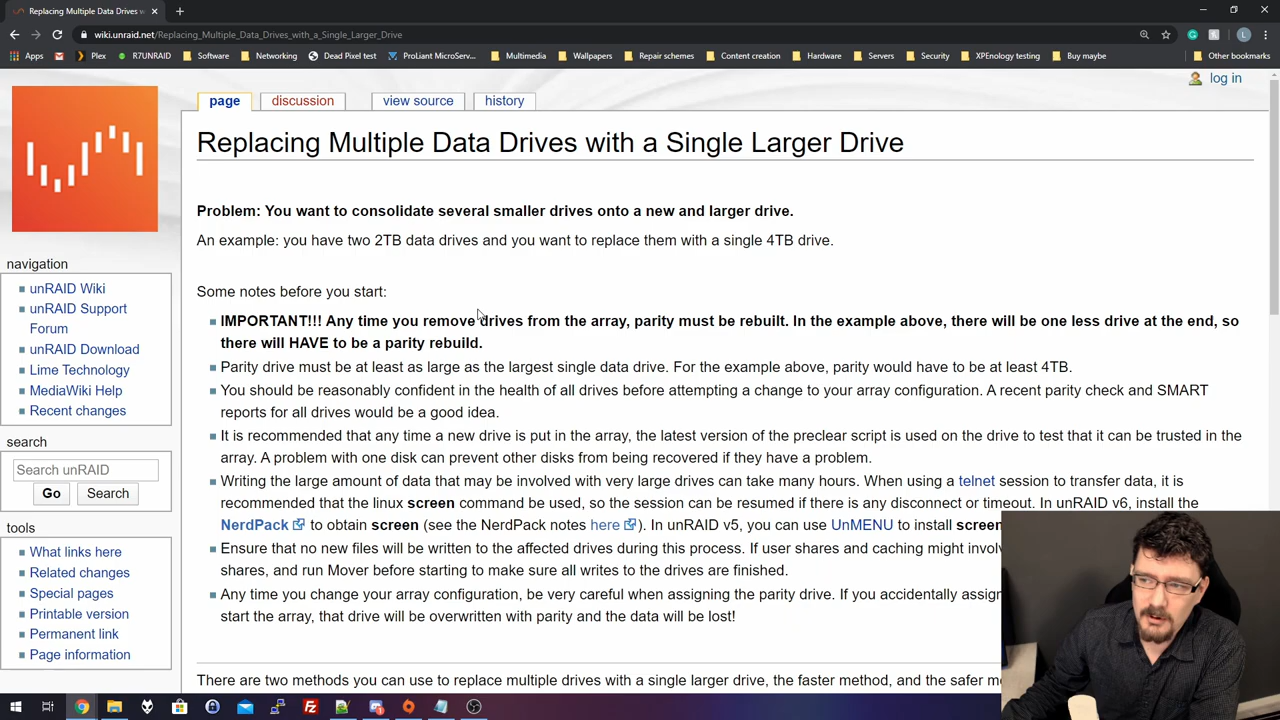 Replacing Multiple Data Drives w
wiki.unraid.net/Replacing_Multiple_Data_Drives_with_a_Single_Larger_Drive
Apps
Plex
R7UNRAID
Software
Networking
Dead Pixel test
ProLiant MicroServ...
Multimedia
Wallpapers
Repair schemes
Content creation
Hardware
Servers
Security
XPEnology testing
Buy maybe
Other bookmarks
log in
page
discussion
view source
history
Replacing Multiple Data Drives with a Single Larger Drive
Problem: You want to consolidate several smaller drives onto a new and larger drive.
An example: you have two 2TB data drives and you want to replace them with a single 4TB drive.
Some notes before you start:
IMPORTANT!!! Any time you remove drives from the array, parity must be rebuilt. In the example above, there will be one less drive at the end, so
there will HAVE to be a parity rebuild.
Parity drive must be at least as large as the largest single data drive. For the example above, parity would have to be at least 4TB.
You should be reasonably confident in the health of all drives before attempting a change to your array configuration. A recent parity check and SMART
reports for all drives would be a good idea.
It is recommended that any time a new drive is put in the array, the latest version of the preclear script is used on the drive to test that it can be trusted in the
array. A problem with one disk can prevent other disks from being recovered if they have a problem.
Writing the large amount of data that may be involved with very large drives can take many hours. When using a telnet session to transfer data, it is
recommended that the linux screen command be used, so the session can be resumed if there is any disconnect or timeout. In unRAID v6, install the
NerdPack to obtain screen (see the NerdPack notes here ). In unRAID v5, you can use UnMENU to install screen
Ensure that no new files will be written to the affected drives during this process. If user shares and caching might involv
shares, and run Mover before starting to make sure all writes to the drives are finished.
Any time you change your array configuration, be very careful when assigning the parity drive. If you accidentally assign
start the array, that drive will be overwritten with parity and the data will be lost!
There are two methods you can use to replace multiple drives with a single larger drive, the faster method, and the safer m
navigation
unRAID Wiki
unRAID Support
Forum
unRAID Download
Lime Technology
MediaWiki Help
Recent changes
search
Search unRAID
Go
Search
tools
What links here
Related changes
Special pages
Printable version
Permanent link
Page information